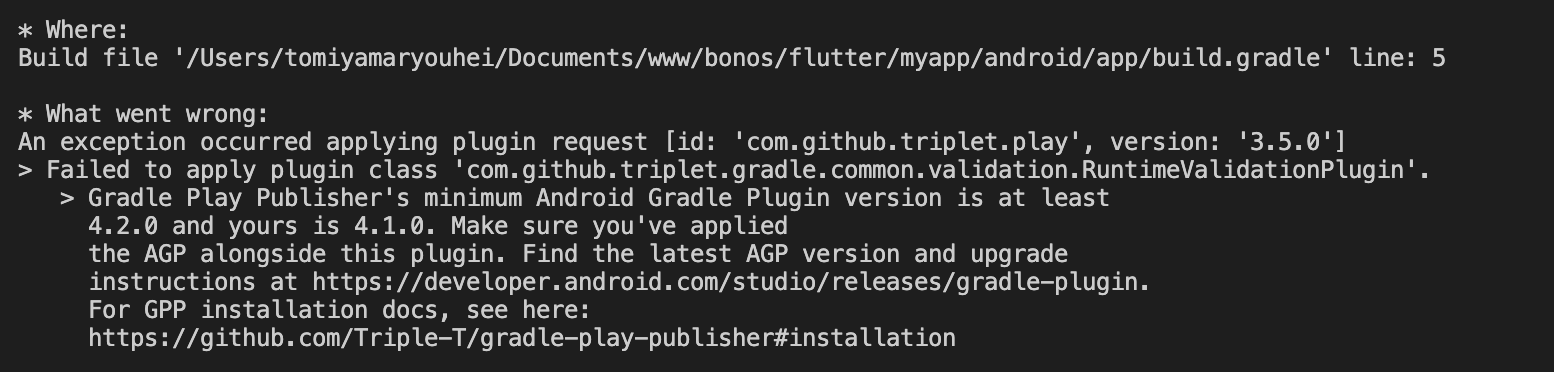 * Where:
Build file '/Users/tomiyamaryouhei/Documents/www/bonos/flutter/myapp/android/app/build.gradle' line: 5
* What went wrong:
An exception occurred applying plugin request [id: 'com.github.triplet.play', version: '3.5.0']
> Failed to apply plugin class 'com.github.triplet.gradle.common.validation.RuntimeValidationPlugin'.
> Gradle Play Publisher's minimum Android Gradle Plugin version is at least
4.2.0 and yours is 4.1.0. Make sure you've applied
the AGP alongside this plugin. Find the latest AGP version and upgrade
instructions at https://developer.android.com/studio/releases/gradle-plugin.
For GPP installation docs, see here:
https://github.com/Triple-T/gradle-play-publisher#installation